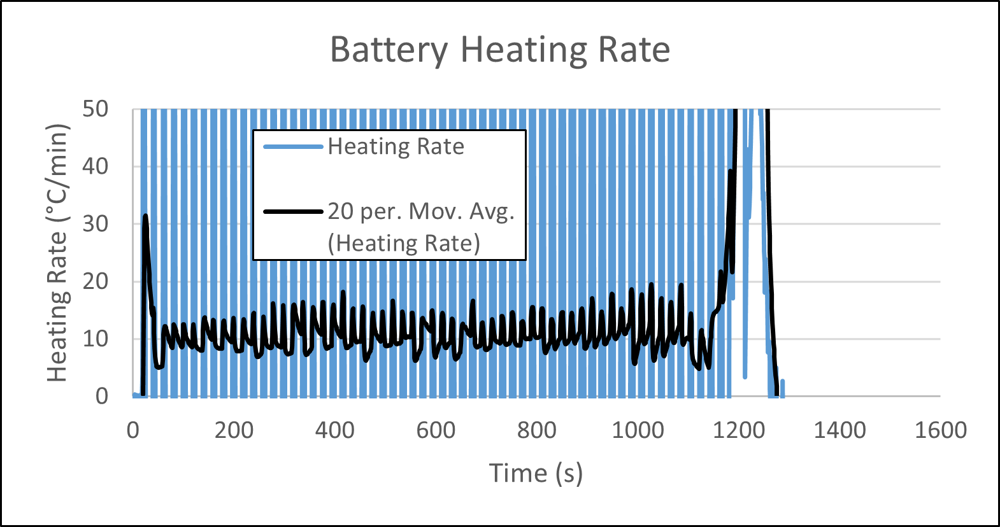 Battery Heating Rate
50
40
30
20
10
0
Heating Rate (°C/min)
Heating Rate
20 per. Mov. Avg.
(Heating Rate)
0 200 400 600 800 1000 1200 1400 1600
Time (s)